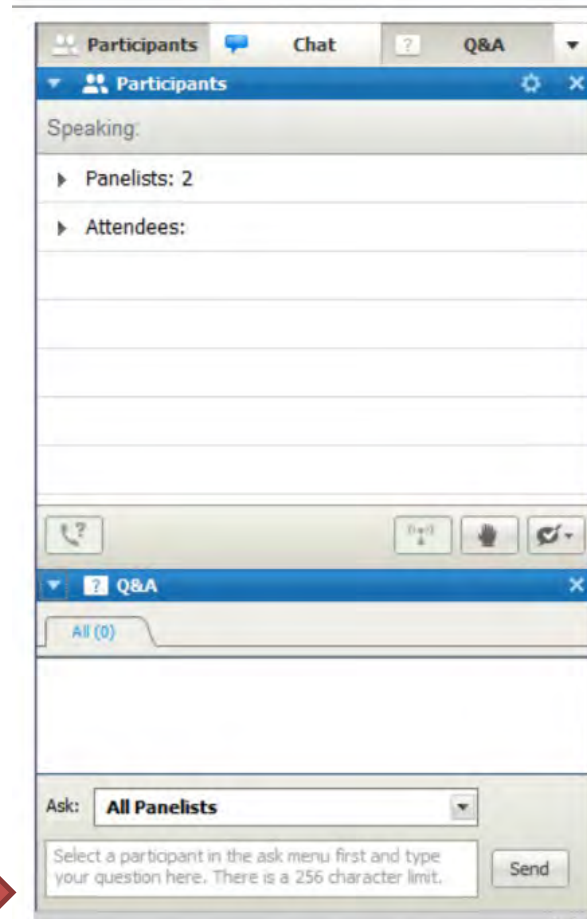 Participants Chat ? Q&A
Participants
Speaking:
Panelists: 2
Attendees:
?
? Q&A
All (0)
Ask: All Panelists
Select a participant in the ask menu first and type
your question here. There is a 256 character limit.
Send